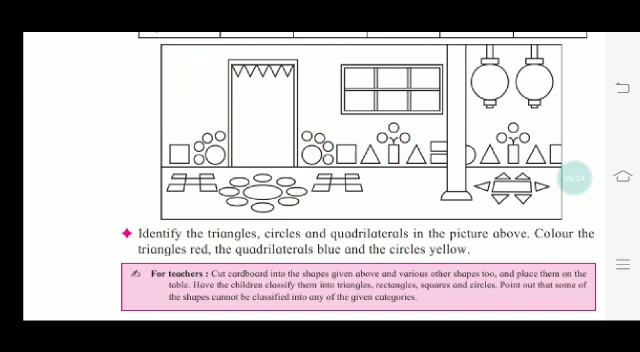 09:24
Identify the triangles, circles and quadrilaterals in the picture above. Colour the
triangles red, the quadrilaterals blue and the circles yellow.
For teachers : Cut cardboard into the shapes given above and various other shapes too, and place them on the
table. Have the children classify them into triangles, rectangles, squares and circles. Point out that some of
the shapes cannot be classified into any of the given categories.